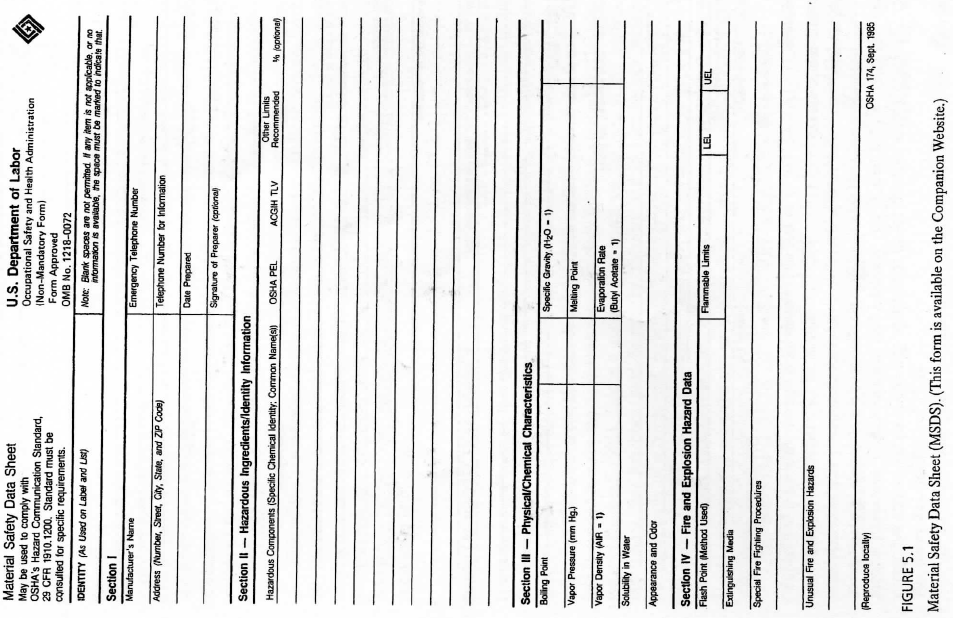 Material Safety Data Sheet
May be used to comply with
OSHA's Hazard Communication Standard,
29 CFR 1910.1200. Standard must be
consulted for specific requirements.
U.S. Department of Labor
Occupational Safety and Health Administration
(Non-Mandatory Form)
Form Approved
OMB No. 1218-0072
IDENTITY (As Used on Label and List)
Note: Blank spaces are not permitted. If any item is not applicable, or no
information is available, the space must be marked to indicate that.
Section I
Manufacturer's Name
Emergency Telephone Number
Address (Number, Street, City, State, and ZIP Code)
Telephone Number for Information
Date Prepared
Signature of Preparer (optional)
Section II — Hazardous Ingredients/Identity Information
Hazardous Components (Specific Chemical Identity; Common Name(s))
OSHA PEL
ACGIH TLV
Other Limits
Recommended
% (optional)
Section III — Physical/Chemical Characteristics
Boiling Point
Specific Gravity (H2O = 1)
Vapor Pressure (mm Hg.)
Melting Point
Vapor Density (AIR = 1)
Evaporation Rate
(Butyl Acetate = 1)
Solubility in Water
Appearance and Odor
Section IV — Fire and Explosion Hazard Data
Flash Point (Method Used)
Flammable Limits
LEL
UEL
Extinguishing Media
Special Fire Fighting Procedures
Unusual Fire and Explosion Hazards
(Reproduce locally)
OSHA 174, Sept. 1985
FIGURE 5.1
Material Safety Data Sheet (MSDS). (This form is available on the Companion Website.)